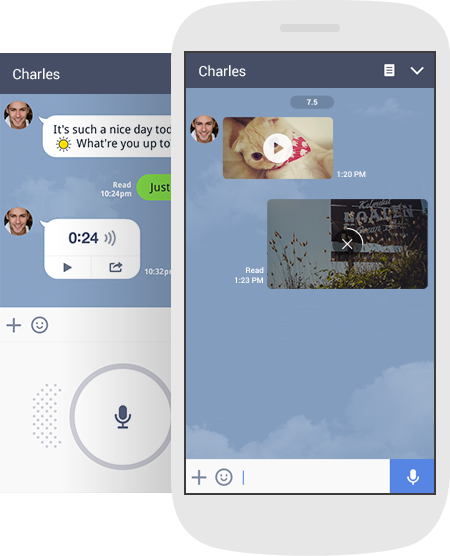 Charles
It's such a nice day tod
What're you up to
Read
10:24pm
Just
0:24
10:32pm
Charles
7.5
1:20 PM
Read
1:23 PM